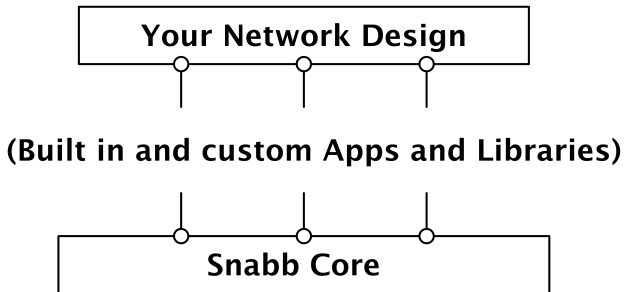 Your Network Design
(Built in and custom Apps and Libraries)
Snabb Core